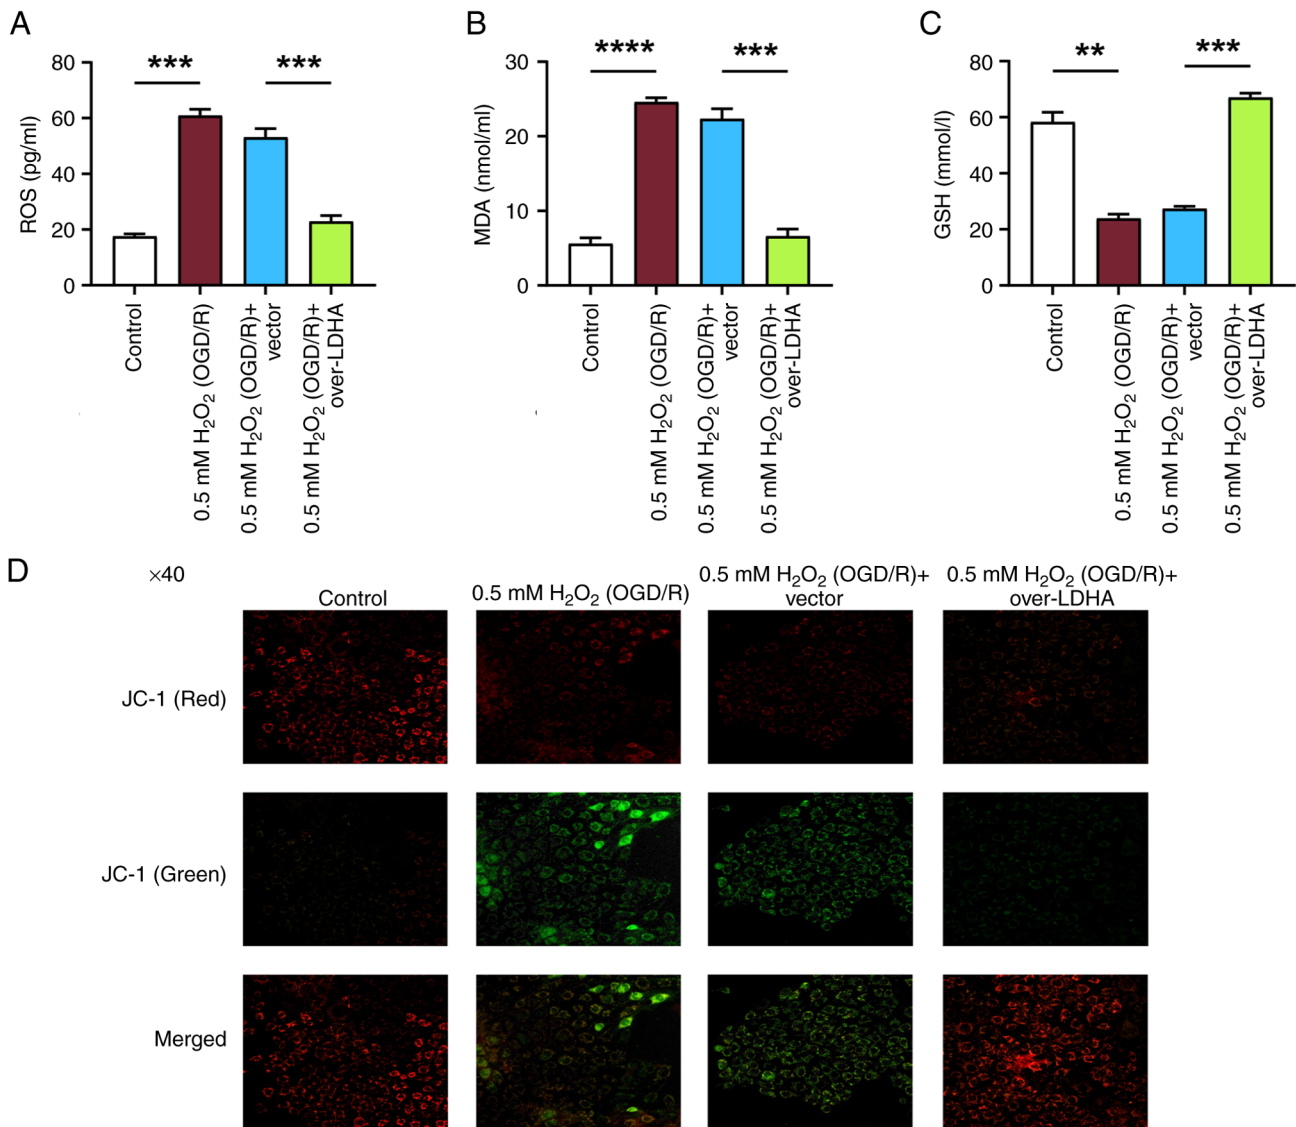 A
***
***
80
60
40
20
0
ROS (pg/ml)
Control
0.5 mM H₂O₂ (OGD/R)
0.5 mM H₂O₂ (OGD/R)+
vector
0.5 mM H₂O₂ (OGD/R)+
over-LDHA
B
****
***
30
20
10
0
MDA (nmol/ml)
Control
0.5 mM H₂O₂ (OGD/R)
0.5 mM H₂O₂ (OGD/R)+
vector
0.5 mM H₂O₂ (OGD/R)+
over-LDHA
C
**
***
80
60
40
20
0
GSH (mmol/l)
Control
0.5 mM H₂O₂ (OGD/R)
0.5 mM H₂O₂ (OGD/R)+
vector
0.5 mM H₂O₂ (OGD/R)+
over-LDHA
D
×40
Control
0.5 mM H₂O₂ (OGD/R)
0.5 mM H₂O₂ (OGD/R)+
vector
0.5 mM H₂O₂ (OGD/R)+
over-LDHA
JC-1 (Red)
JC-1 (Green)
Merged